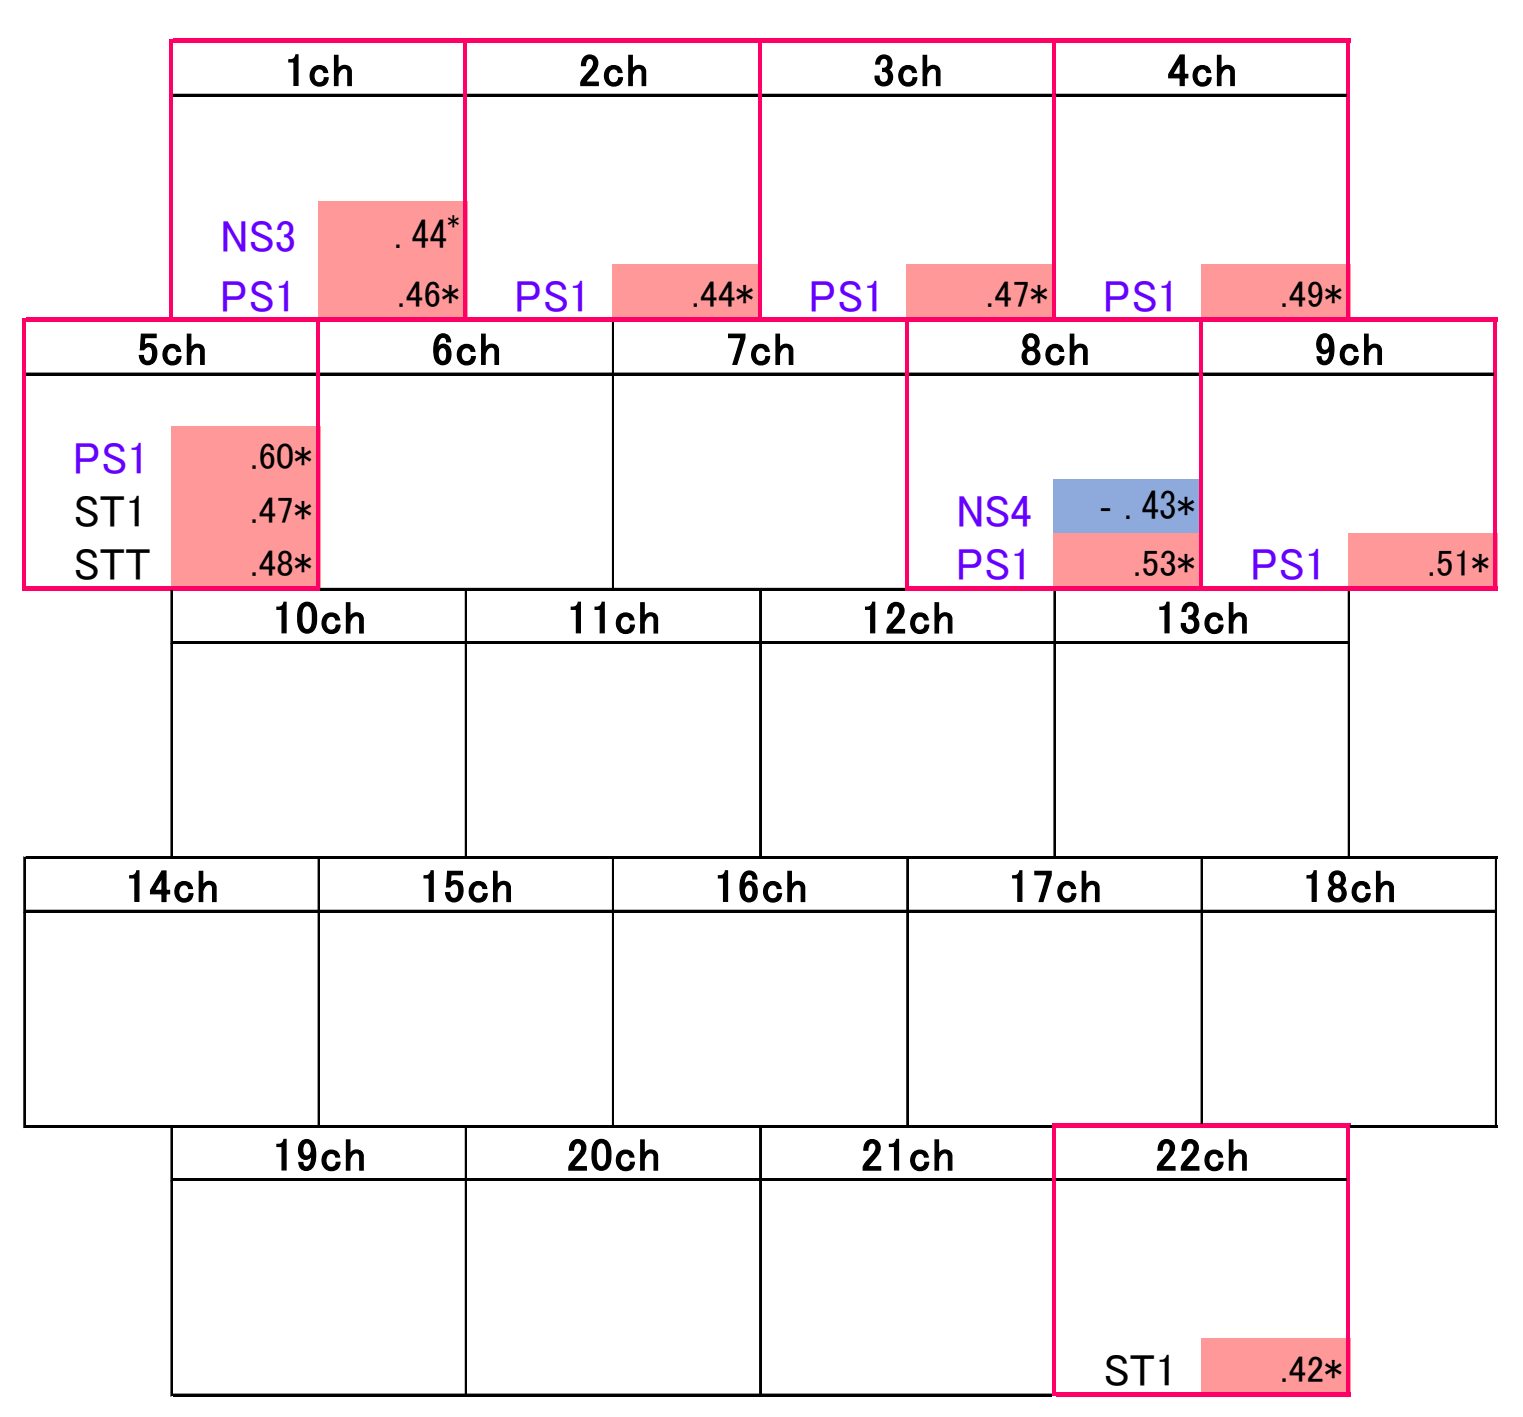 1ch 2ch 3ch 4ch
NS3 .44*
PS1 .46* PS1 .44* PS1 .47* PS1 .49*
5ch 6ch 7ch 8ch 9ch
PS1 .60*
ST1 .47* NS4 -.43*
STT .48* PS1 .53* PS1 .51*
10ch 11ch 12ch 13ch
14ch 15ch 16ch 17ch 18ch
19ch 20ch 21ch 22ch
ST1 .42*